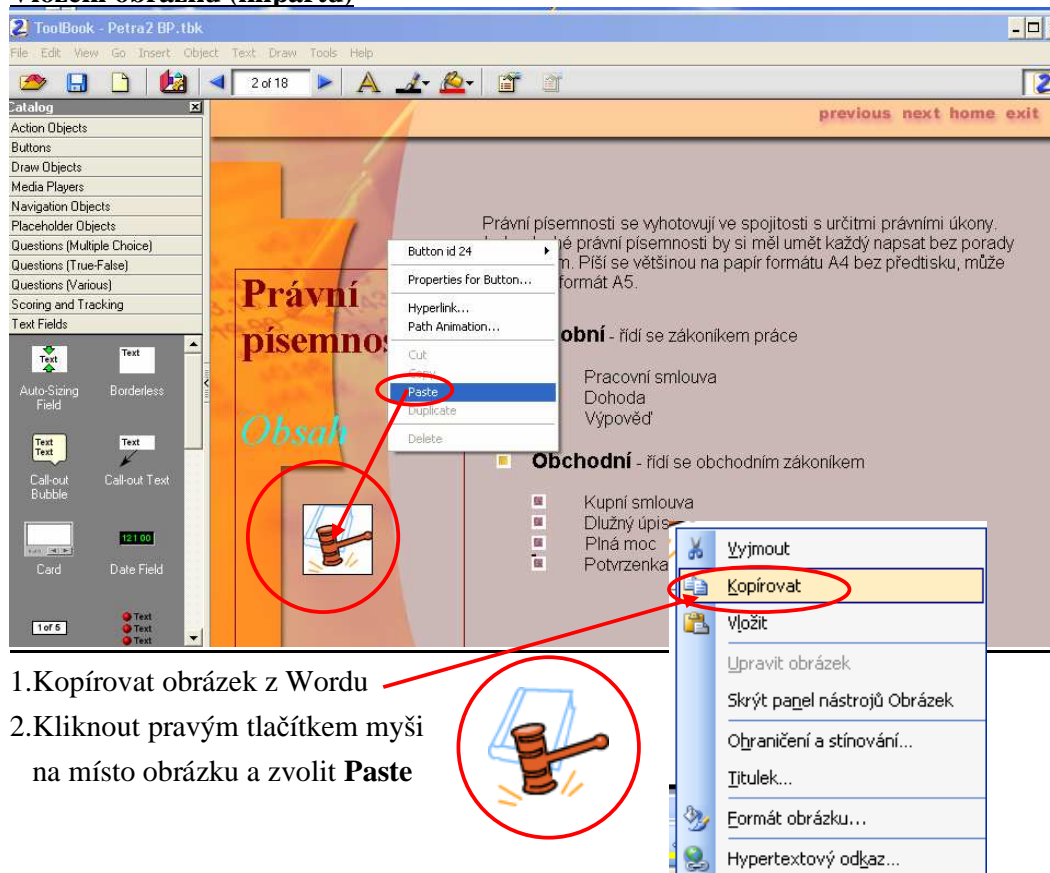 Vložení obrázku (importu)
ToolBook - Petra2 BP.tbk
File Edit View Go Insert Object Text Draw Tools Help
2 of 18
Catalog
Action Objects
Buttons
Draw Objects
Media Players
Navigation Objects
Placeholder Objects
Questions (Multiple Choice)
Questions (True-False)
Questions (Various)
Scoring and Tracking
Text Fields
Text
Text
Auto-Sizing Field
Borderless
Text Text
Text
Call-out Bubble
Call-out Text
121 00
Card
Date Field
1 of 5
Text
Text
Text
previous next home exit
Právní
písemnos
Obsah
Právní písemnosti se vyhotovují ve spojitosti s určitmi právními úkony.
é právní písemnosti by si měl umět každý napsat bez porady
m. Píší se většinou na papír formátu A4 bez předtisku, může
formát A5.
obní - řídí se zákoníkem práce
Pracovní smlouva
Dohoda
Výpověď
Obchodní - řídí se obchodním zákoníkem
Kupní smlouva
Dlužný úpis
Plná moc
Potvrzenka
Button id 24
Properties for Button...
Hyperlink...
Path Animation...
Cut
Copy
Paste
Duplicate
Delete
Vyjmout
Kopírovat
Vložit
Upravit obrázek
Skrýt panel nástrojů Obrázek
Ohraničení a stínování...
Titulek...
Formát obrázku...
Hypertextový odkaz...
1.Kopírovat obrázek z Wordu
2.Kliknout pravým tlačítkem myši
na místo obrázku a zvolit Paste